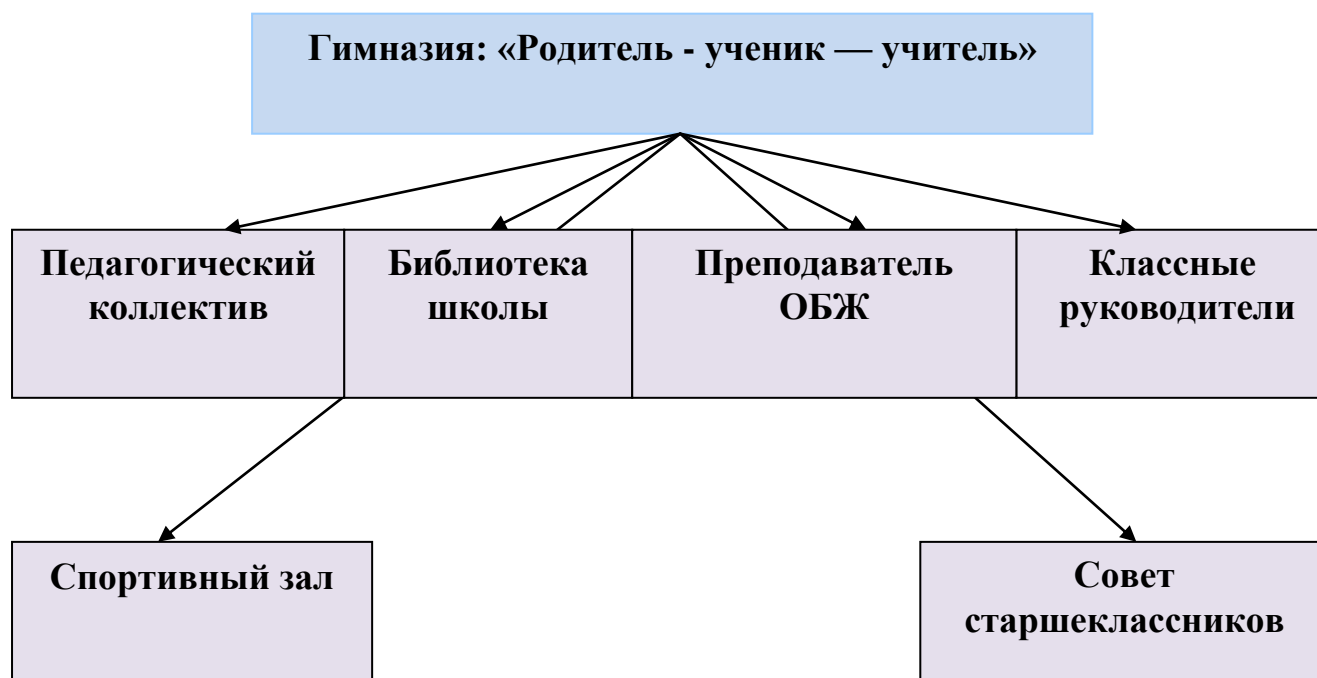 Гимназия: «Родитель - ученик — учитель»
Педагогический
коллектив
Библиотека
школы
Преподаватель
ОБЖ
Классные
руководители
Спортивный зал
Совет
старшеклассников